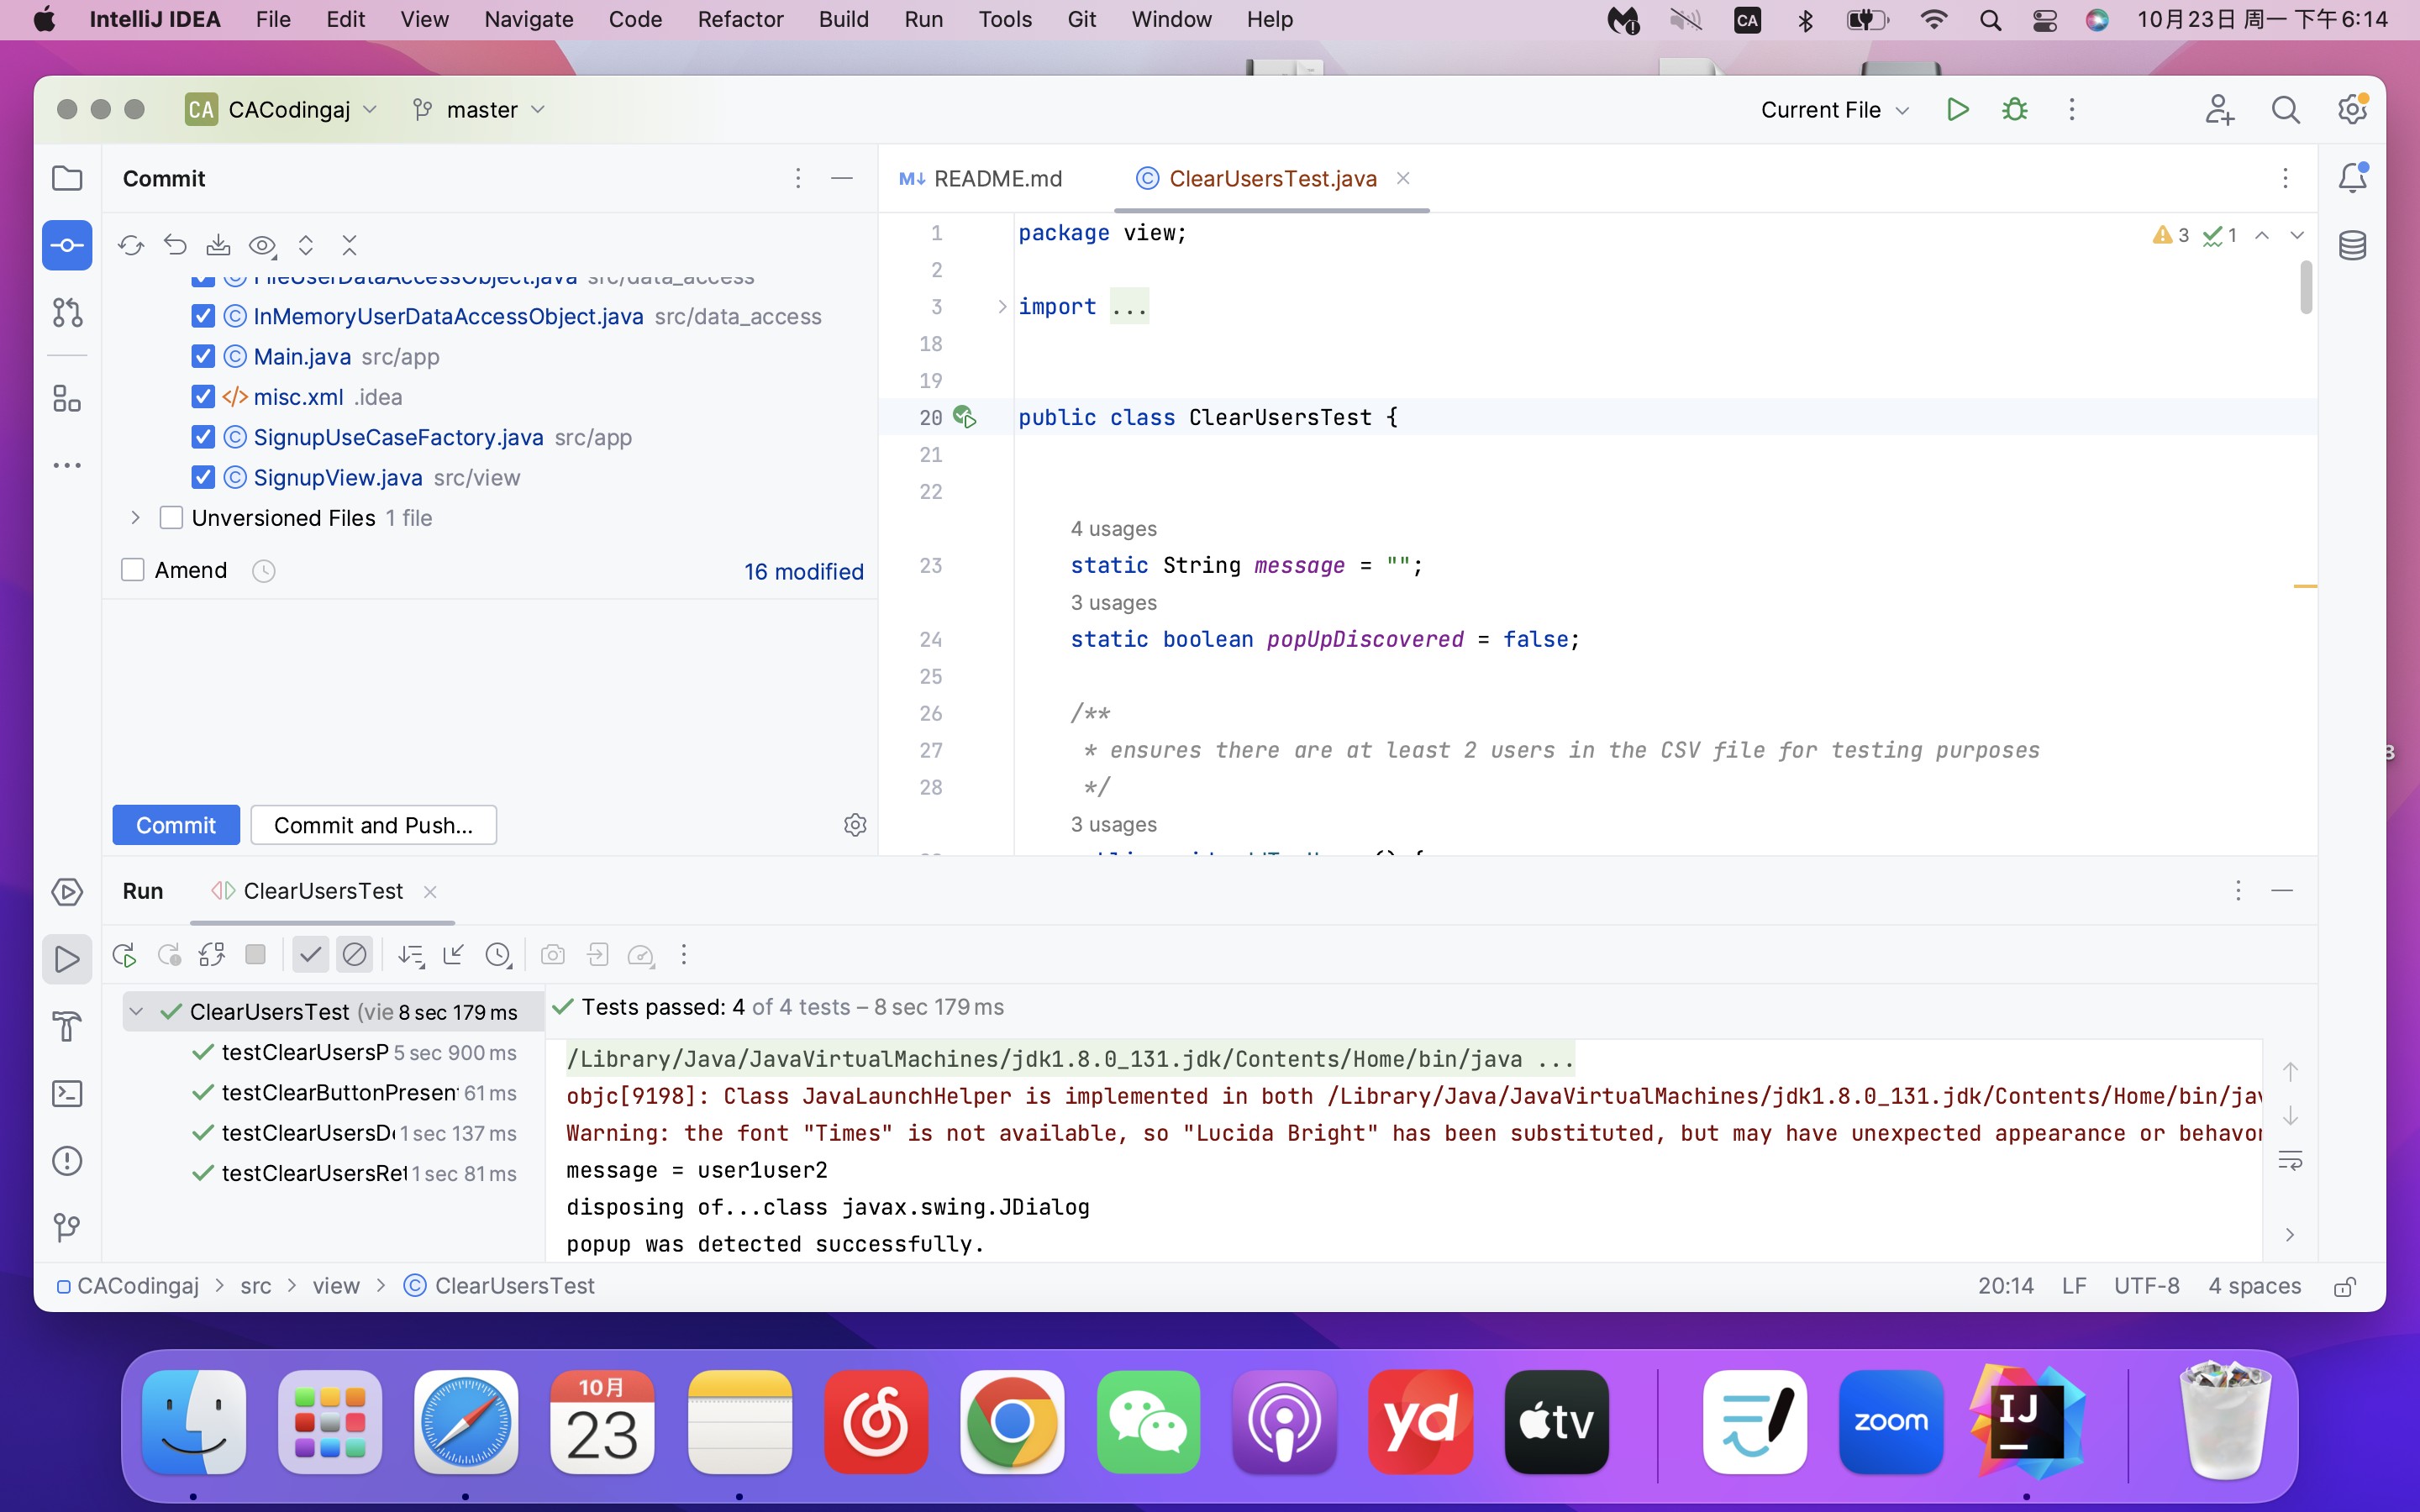 IntelliJ IDEA File Edit View Navigate Code Refactor Build Run Tools Git Window Help CA 10月23日 周一 下午6:14
CA CACodingaj master Current File
Commit
README.md ClearUsersTest.java
FileUserDataAccessObject.java src/data_access
InMemoryUserDataAccessObject.java src/data_access
Main.java src/app
misc.xml .idea
SignupUseCaseFactory.java src/app
SignupView.java src/view
Unversioned Files 1 file
Amend 16 modified
Commit Commit and Push...
3 1
1 package view;
2
3 import ...
18
19
20 public class ClearUsersTest {
21
22
4 usages
23 static String message = "";
3 usages
24 static boolean popUpDiscovered = false;
25
26 /**
27 * ensures there are at least 2 users in the CSV file for testing purposes
28 */
3 usages
Run ClearUsersTest
ClearUsersTest (vie 8 sec 179 ms
testClearUsersP 5 sec 900 ms
testClearButtonPresen 61 ms
testClearUsersD 1 sec 137 ms
testClearUsersRet 1 sec 81 ms
Tests passed: 4 of 4 tests – 8 sec 179 ms
/Library/Java/JavaVirtualMachines/jdk1.8.0_131.jdk/Contents/Home/bin/java ...
objc[9198]: Class JavaLaunchHelper is implemented in both /Library/Java/JavaVirtualMachines/jdk1.8.0_131.jdk/Contents/Home/bin/jav
Warning: the font "Times" is not available, so "Lucida Bright" has been substituted, but may have unexpected appearance or behavor
message = user1user2
disposing of...class javax.swing.JDialog
popup was detected successfully.
CACodingaj src view ClearUsersTest 20:14 LF UTF-8 4 spaces
10月
23
yd
tv
zoom
IJ